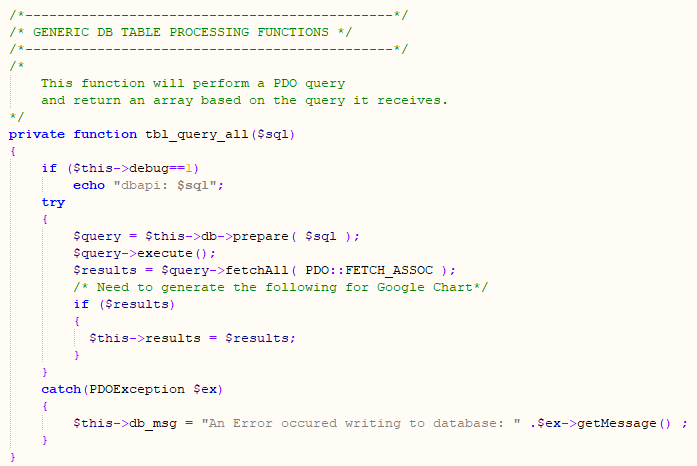 /*----------------------------------------------*/
/* GENERIC DB TABLE PROCESSING FUNCTIONS */
/*----------------------------------------------*/
/*
    This function will perform a PDO query
    and return an array based on the query it receives.
*/
private function tbl_query_all($sql)
{
    if ($this->debug==1)
        echo "dbapi: $sql";
    try
    {
        $query = $this->db->prepare( $sql );
        $query->execute();
        $results = $query->fetchAll( PDO::FETCH_ASSOC );
        /* Need to generate the following for Google Chart*/
        if ($results)
        {
          $this->results = $results;
        }
    }
    catch(PDOException $ex)
    {
        $this->db_msg = "An Error occured writing to database: " .$ex->getMessage() ;
    }
}